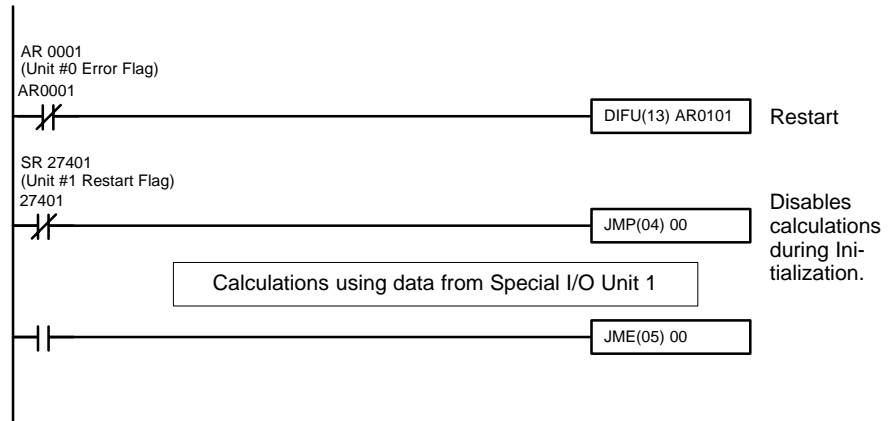 AR 0001
(Unit #0 Error Flag)
AR0001
DIFU(13) AR0101
Restart
SR 27401
(Unit #1 Restart Flag)
27401
JMP(04) 00
Disables
calculations
during Ini-
tialization.
Calculations using data from Special I/O Unit 1
JME(05) 00